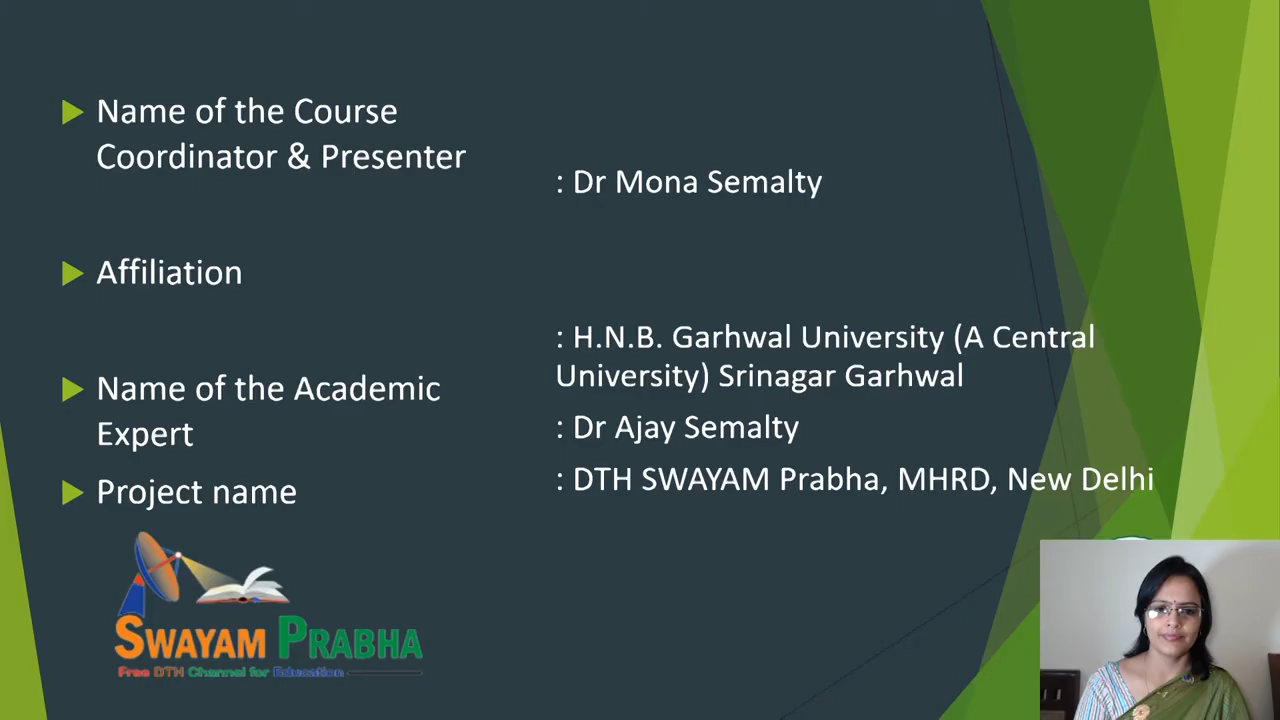 Name of the Course
Coordinator & Presenter
: Dr Mona Semalty
Affiliation
: H.N.B. Garhwal University (A Central
University) Srinagar Garhwal
Name of the Academic
Expert
: Dr Ajay Semalty
Project name
: DTH SWAYAM Prabha, MHRD, New Delhi
SWAYAM PRABHA
Free DTH Channel for Education